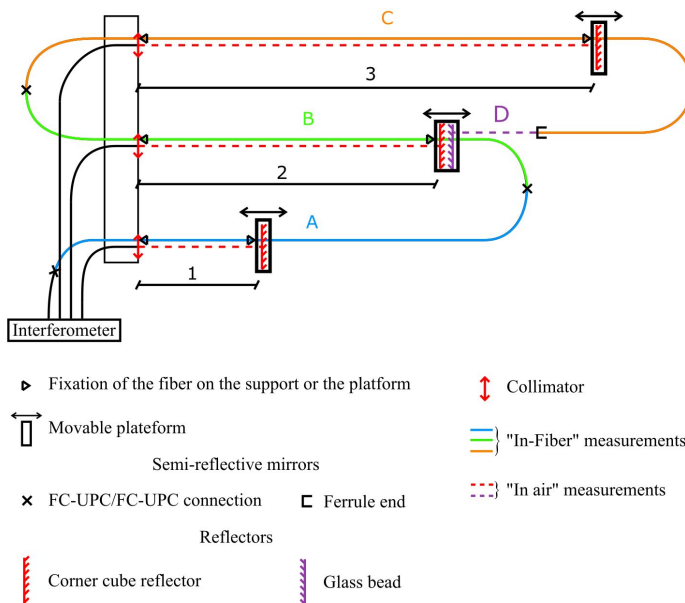 C
3
D
B
2
A
1
Interferometer
Fixation of the fiber on the support or the platform
Collimator
Movable plateform
"In-Fiber" measurements
Semi-reflective mirrors
FC-UPC/FC-UPC connection
Ferrule end
"In air" measurements
Reflectors
Corner cube reflector
Glass bead